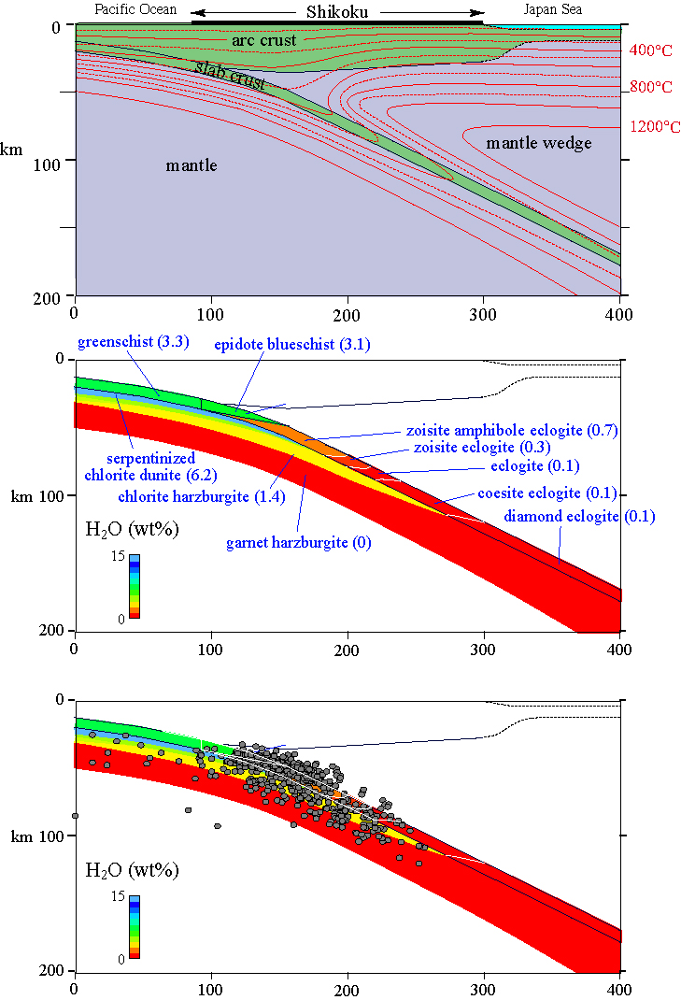 Pacific Ocean Shikoku Japan Sea
0
arc crust
400°C
slab crust
800°C
1200°C
mantle wedge
km
100
mantle
200
0 100 200 300 400
greenschist (3.3)
epidote blueschist (3.1)
0
zoisite amphibole eclogite (0.7)
zoisite eclogite (0.3)
serpentinized
chlorite dunite (6.2)
eclogite (0.1)
chlorite harzburgite (1.4)
coesite eclogite (0.1)
km 100
diamond eclogite (0.1)
H2O (wt%)
garnet harzburgite (0)
15
0
200
0 100 200 300 400
0
km 100
H2O (wt%)
15
0
200
0 100 200 300 400